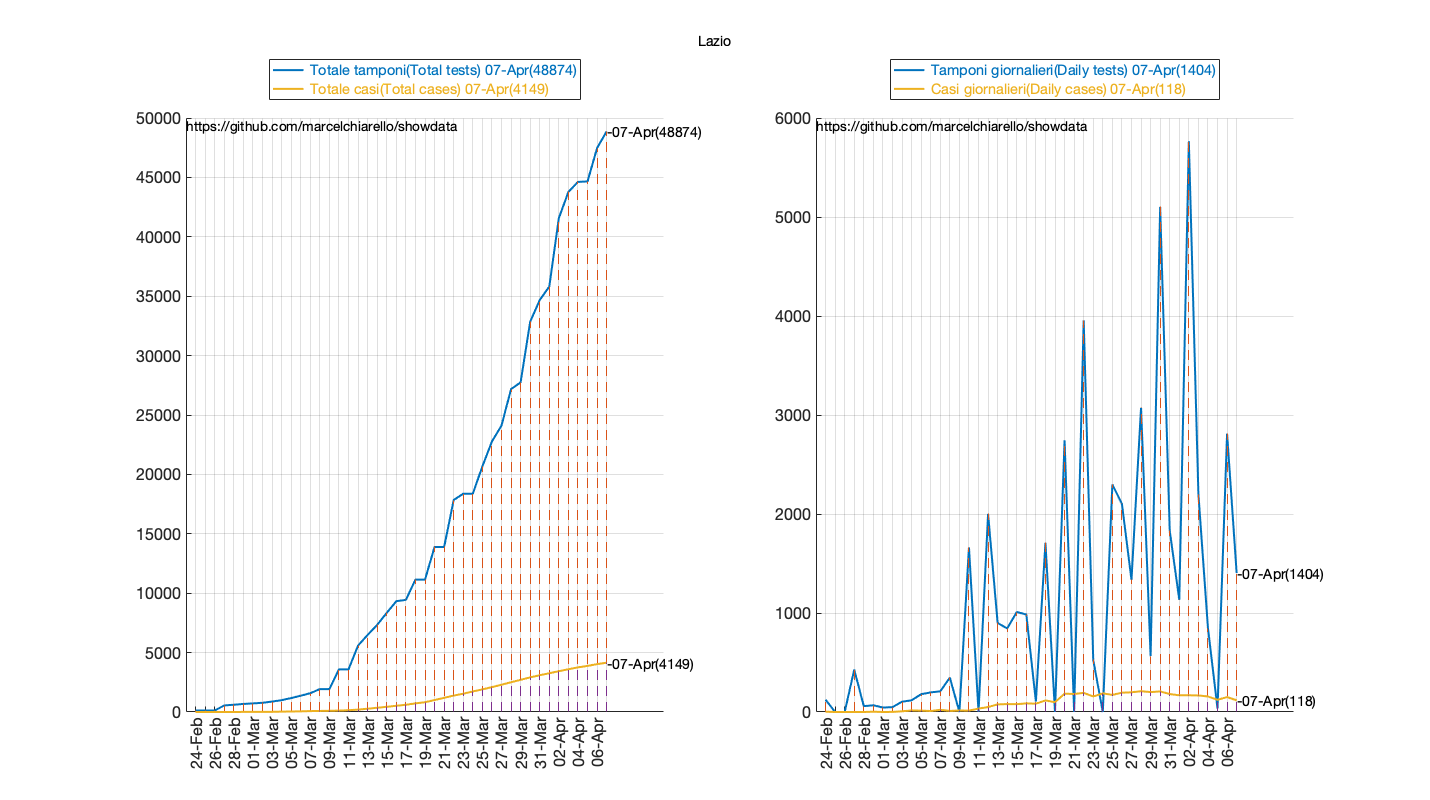 Lazio
Totale tamponi(Total tests) 07-Apr(48874)
Totale casi(Total cases) 07-Apr(4149)
50000
45000
40000
35000
30000
25000
20000
15000
10000
5000
0
https://github.com/marcelchiarello/showdata
-07-Apr(48874)
-07-Apr(4149)
24-Feb
26-Feb
28-Feb
01-Mar
03-Mar
05-Mar
07-Mar
09-Mar
11-Mar
13-Mar
15-Mar
17-Mar
19-Mar
21-Mar
23-Mar
25-Mar
27-Mar
29-Mar
31-Mar
02-Apr
04-Apr
06-Apr
Tamponi giornalieri(Daily tests) 07-Apr(1404)
Casi giornalieri(Daily cases) 07-Apr(118)
6000
5000
4000
3000
2000
1000
0
https://github.com/marcelchiarello/showdata
-07-Apr(1404)
-07-Apr(118)
24-Feb
26-Feb
28-Feb
01-Mar
03-Mar
05-Mar
07-Mar
09-Mar
11-Mar
13-Mar
15-Mar
17-Mar
19-Mar
21-Mar
23-Mar
25-Mar
27-Mar
29-Mar
31-Mar
02-Apr
04-Apr
06-Apr